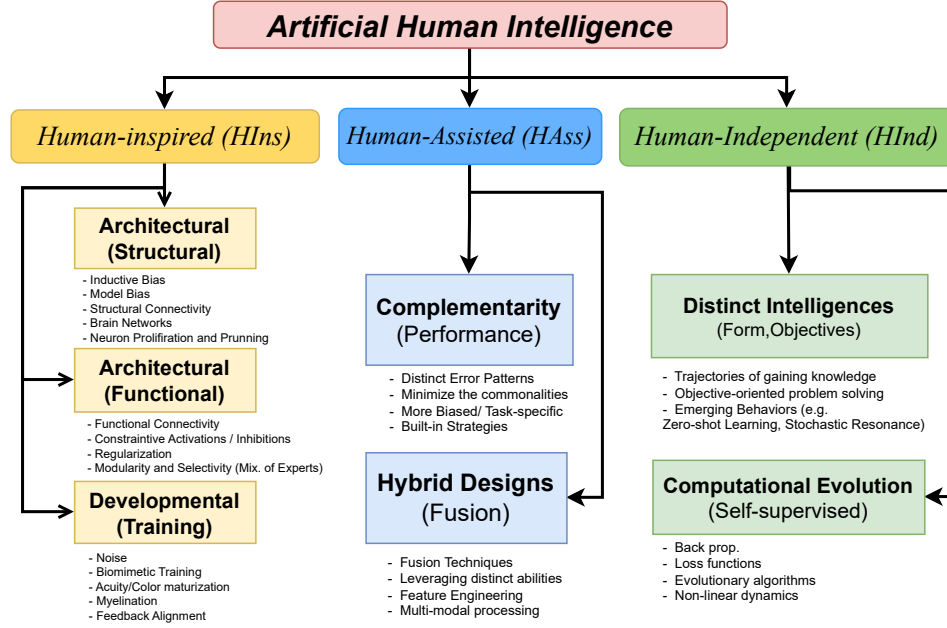 Artificial Human Intelligence
Human-inspired (HIns)
Architectural
(Structural)
- Inductive Bias
- Model Bias
- Structural Connectivity
- Brain Networks
- Neuron Prolifiration and Prunning
Architectural
(Functional)
- Functional Connectivity
- Constraintive Activations / Inhibitions
- Regularization
- Modularity and Selectivity (Mix. of Experts)
Developmental
(Training)
- Noise
- Biomimetic Training
- Acuity/Color maturization
- Myelination
- Feedback Alignment
Human-Assisted (HAss)
Complementarity
(Performance)
- Distinct Error Patterns
- Minimize the commonalities
- More Biased/ Task-specific
- Built-in Strategies
Hybrid Designs
(Fusion)
- Fusion Techniques
- Leveraging distinct abilities
- Feature Engineering
- Multi-modal processing
Human-Independent (HInd)
Distinct Intelligences
(Form,Objectives)
- Trajectories of gaining knowledge
- Objective-oriented problem solving
- Emerging Behaviors (e.g.
Zero-shot Learning, Stochastic Resonance)
Computational Evolution
(Self-supervised)
- Back prop.
- Loss functions
- Evolutionary algorithms
- Non-linear dynamics